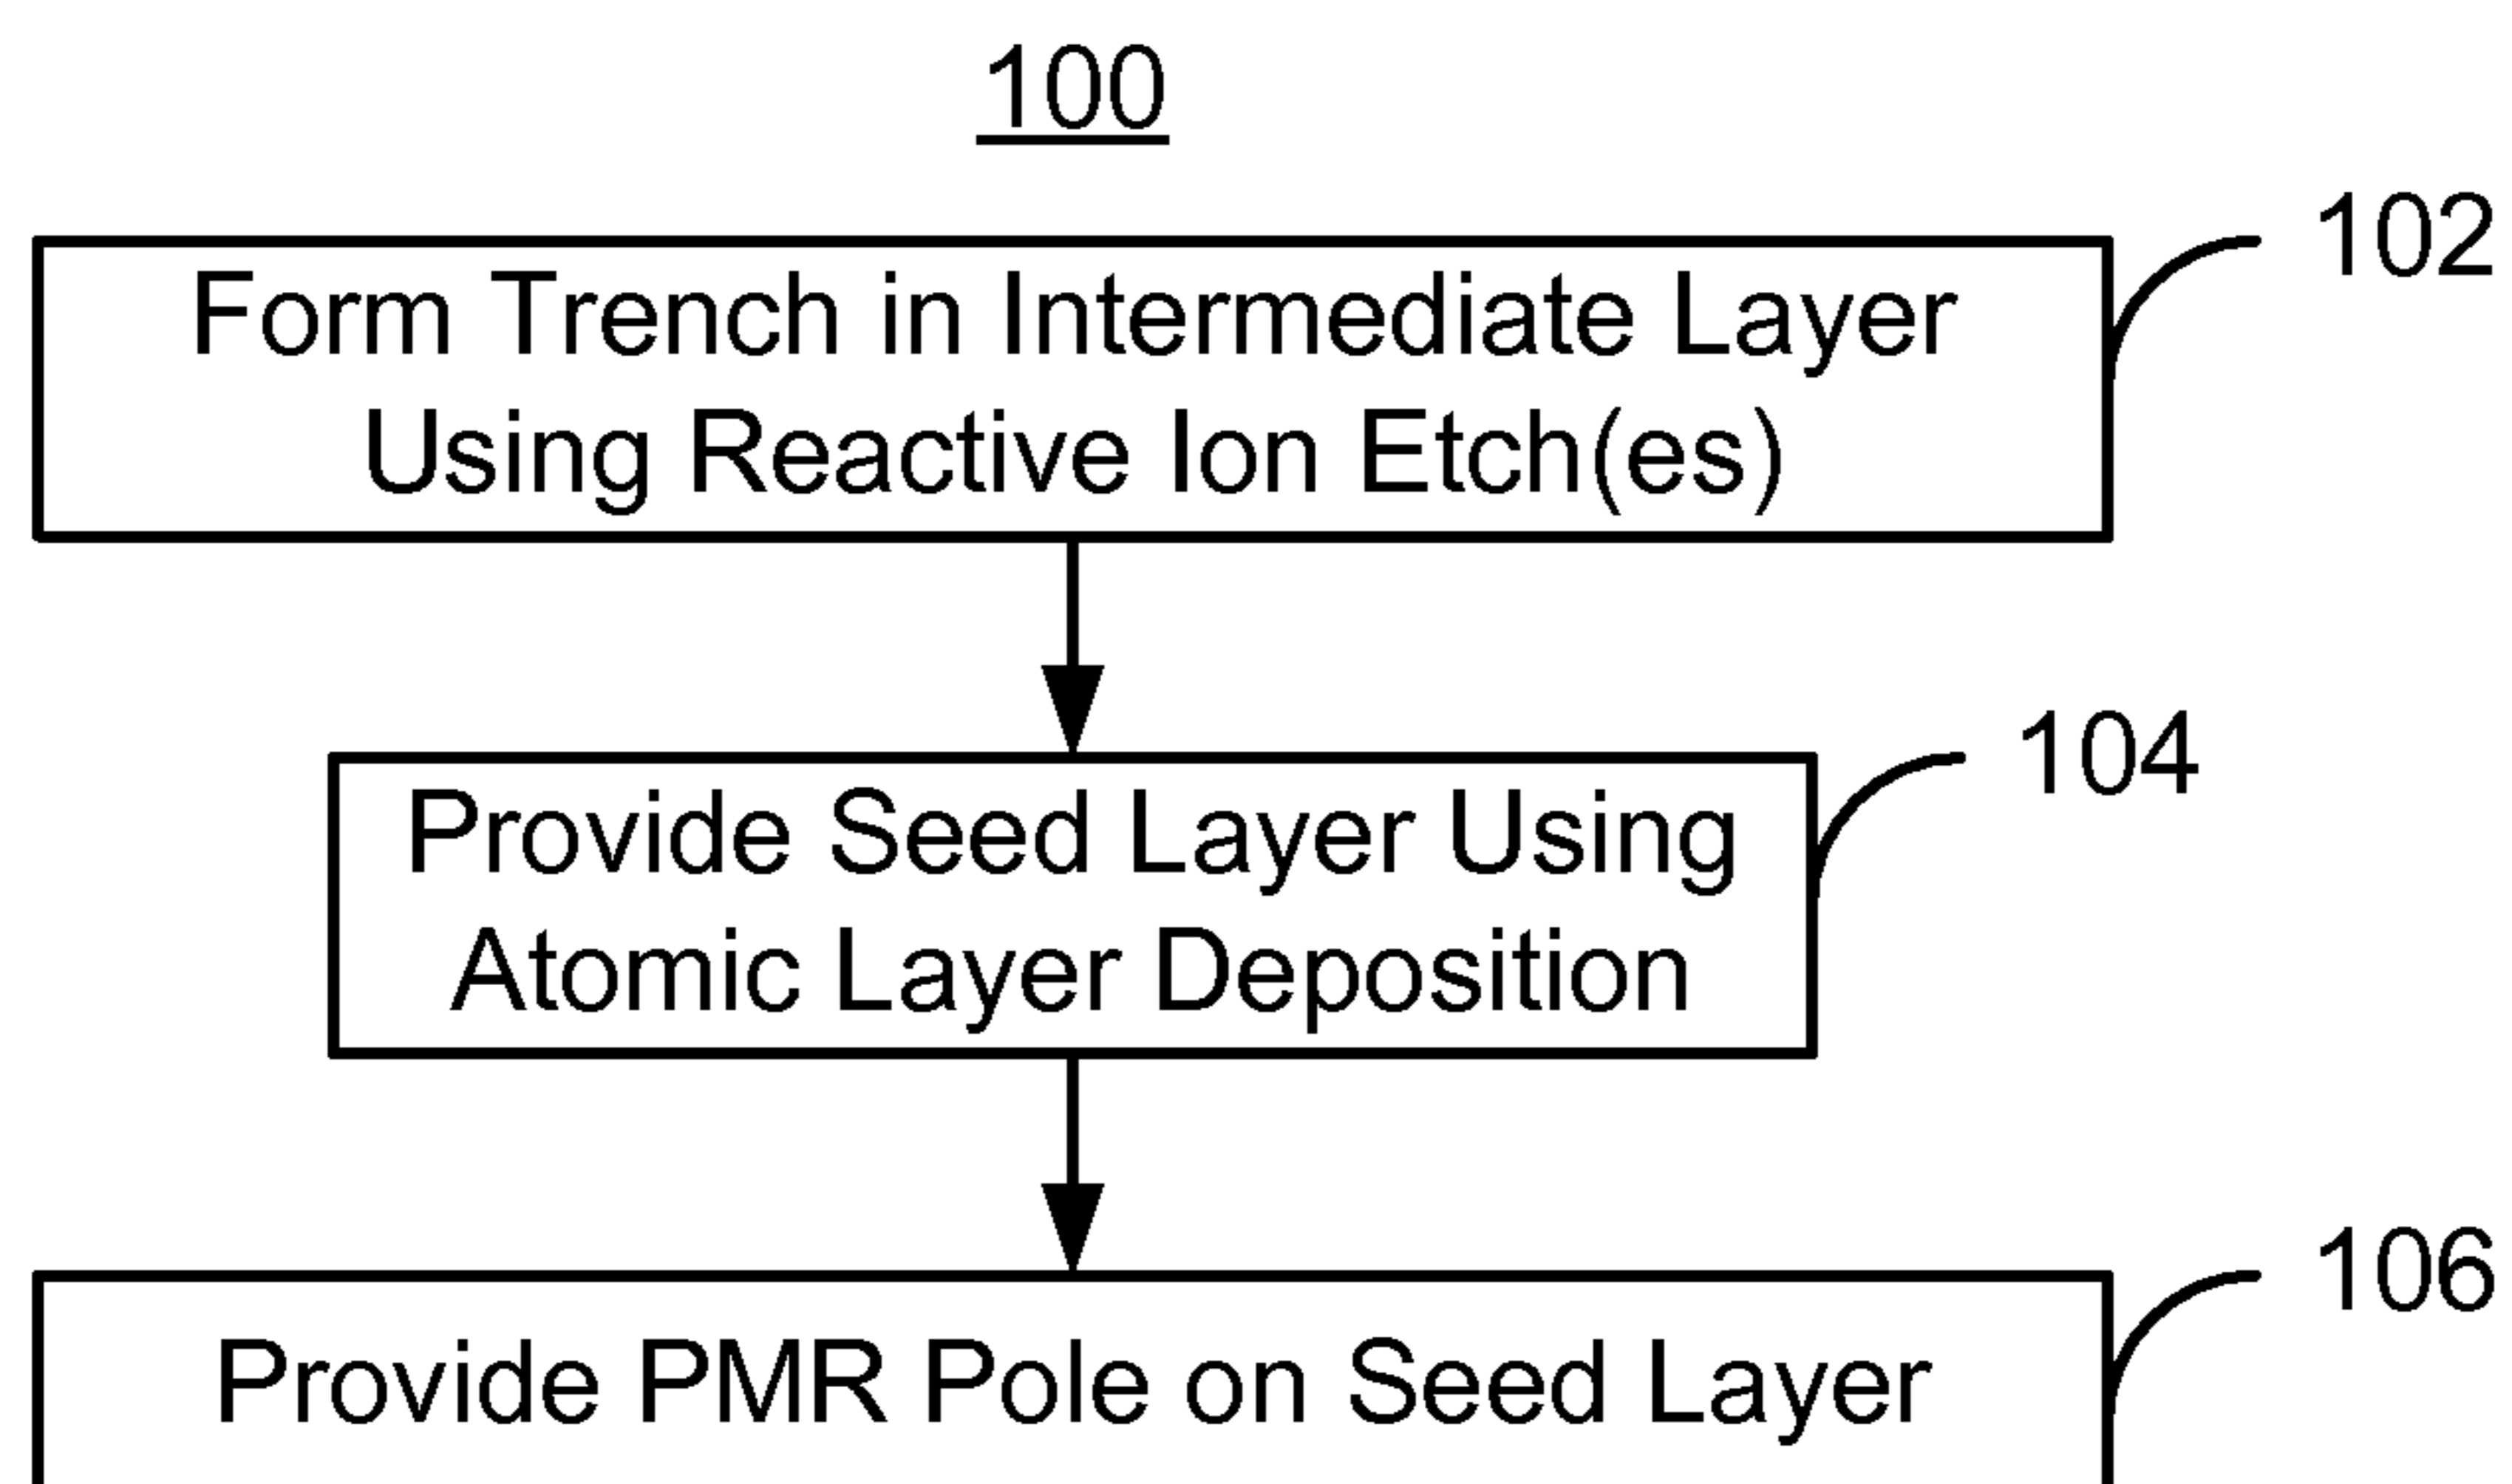 100
102
Form Trench in Intermediate Layer
Using Reactive Ion Etch(es)
104
Provide Seed Layer Using
Atomic Layer Deposition
106
Provide PMR Pole on Seed Layer